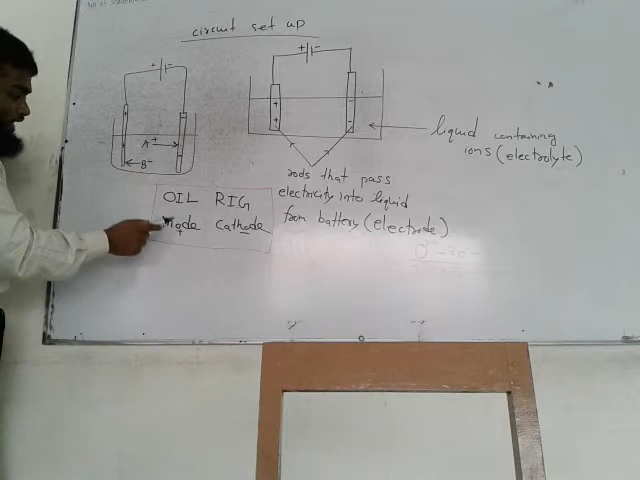 circuit set up
+ -
+ -
A+
B-
liquid containing
ions (electrolyte)
rods that pass
electricity into liquid
from battery (electrode)
OIL RIG
cathode
+ -